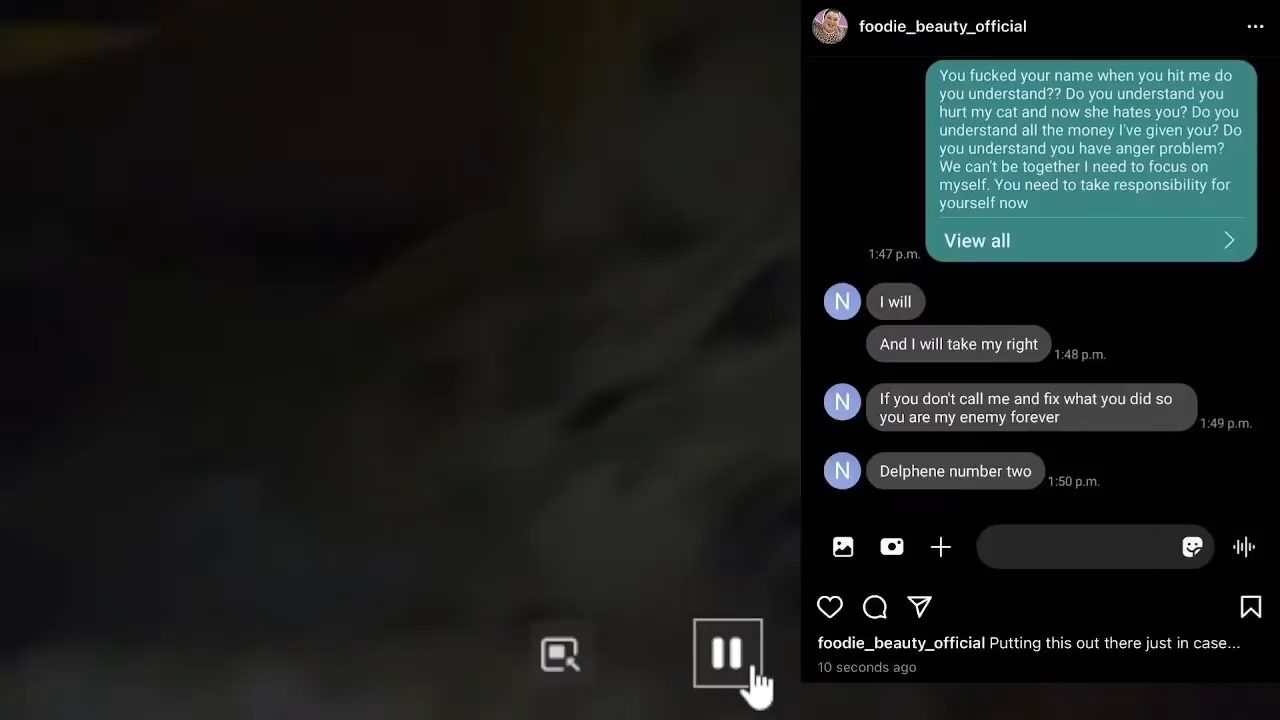 foodie_beauty_official
You fucked your name when you hit me do
you understand?? Do you understand you
hurt my cat and now she hates you? Do you
understand all the money I've given you? Do
you understand you have anger problem?
We can't be together I need to focus on
myself. You need to take responsibility for
yourself now
View all
1:47 p.m.
N
I will
And I will take my right
1:48 p.m.
N
If you don't call me and fix what you did so
you are my enemy forever
1:49 p.m.
N
Delphene number two
1:50 p.m.
foodie_beauty_official Putting this out there just in case...
10 seconds ago